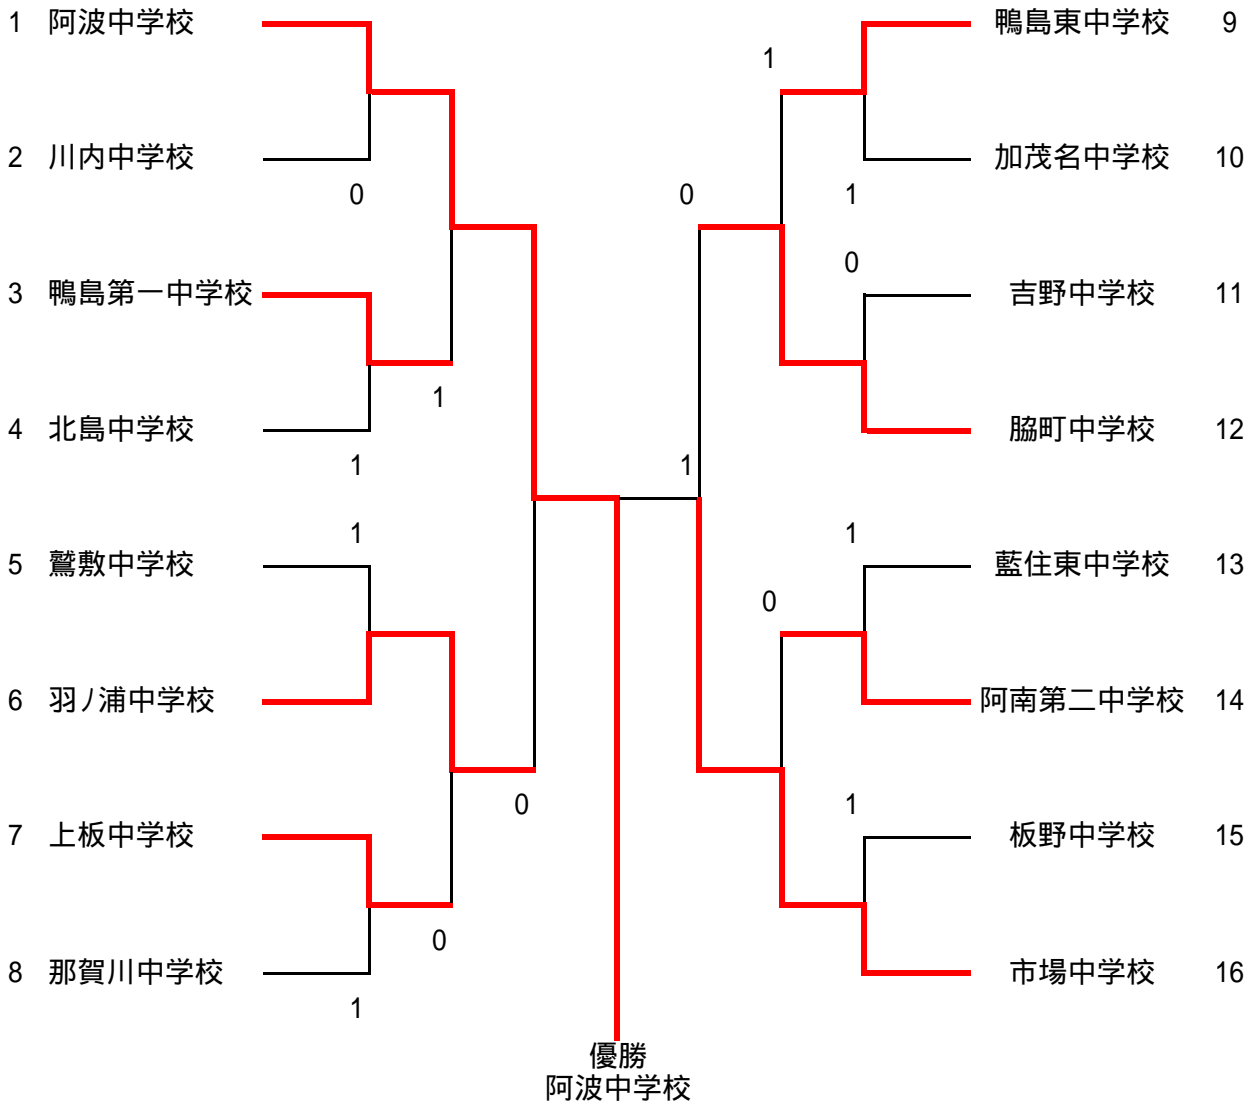 1 阿波中学校
鴨島東中学校 9
1
2 川内中学校
加茂名中学校 10
0
0
1
0
3 鴨島第一中学校
吉野中学校 11
1
4 北島中学校
脇町中学校 12
1
1
1
1
5 鷲敷中学校
藍住東中学校 13
0
6 羽ノ浦中学校
阿南第二中学校 14
0
1
7 上板中学校
板野中学校 15
0
8 那賀川中学校
市場中学校 16
1
優勝
阿波中学校